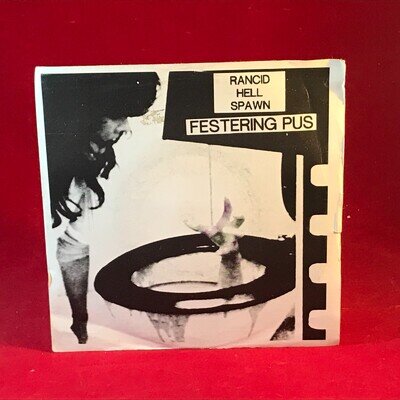 RANCID
HELL
SPAWN
FESTERING PUS